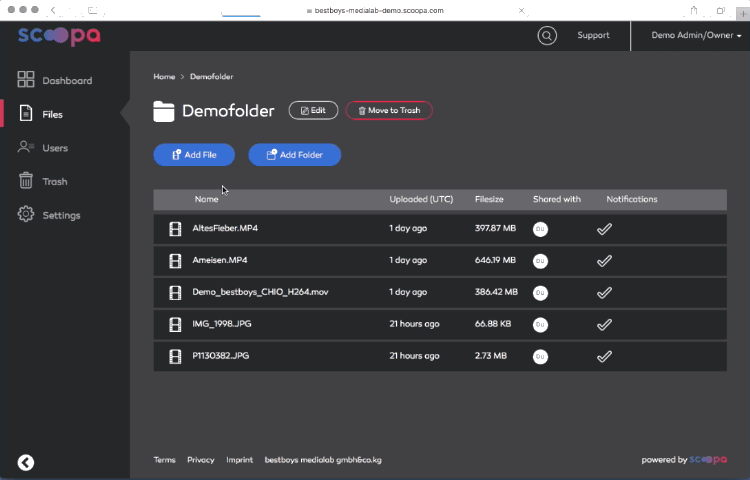 bestboys-medialab-demo.scoopa.com
scoopa
Support
Demo Admin/Owner
Dashboard
Files
Users
Trash
Settings
Home > Demofolder
Demofolder
Edit
Move to Trash
Add File
Add Folder
Name Uploaded (UTC) Filesize Shared with Notifications
AltesFieber.MP4 1 day ago 397.87 MB DU
Ameisen.MP4 1 day ago 646.19 MB DU
Demo_bestboys_CHIO_H264.mov 1 day ago 386.42 MB DU
IMG_1998.JPG 21 hours ago 66.88 KB DU
P1130382.JPG 21 hours ago 2.73 MB DU
Terms Privacy Imprint bestboys medialab gmbh&co.kg
powered by scoopa